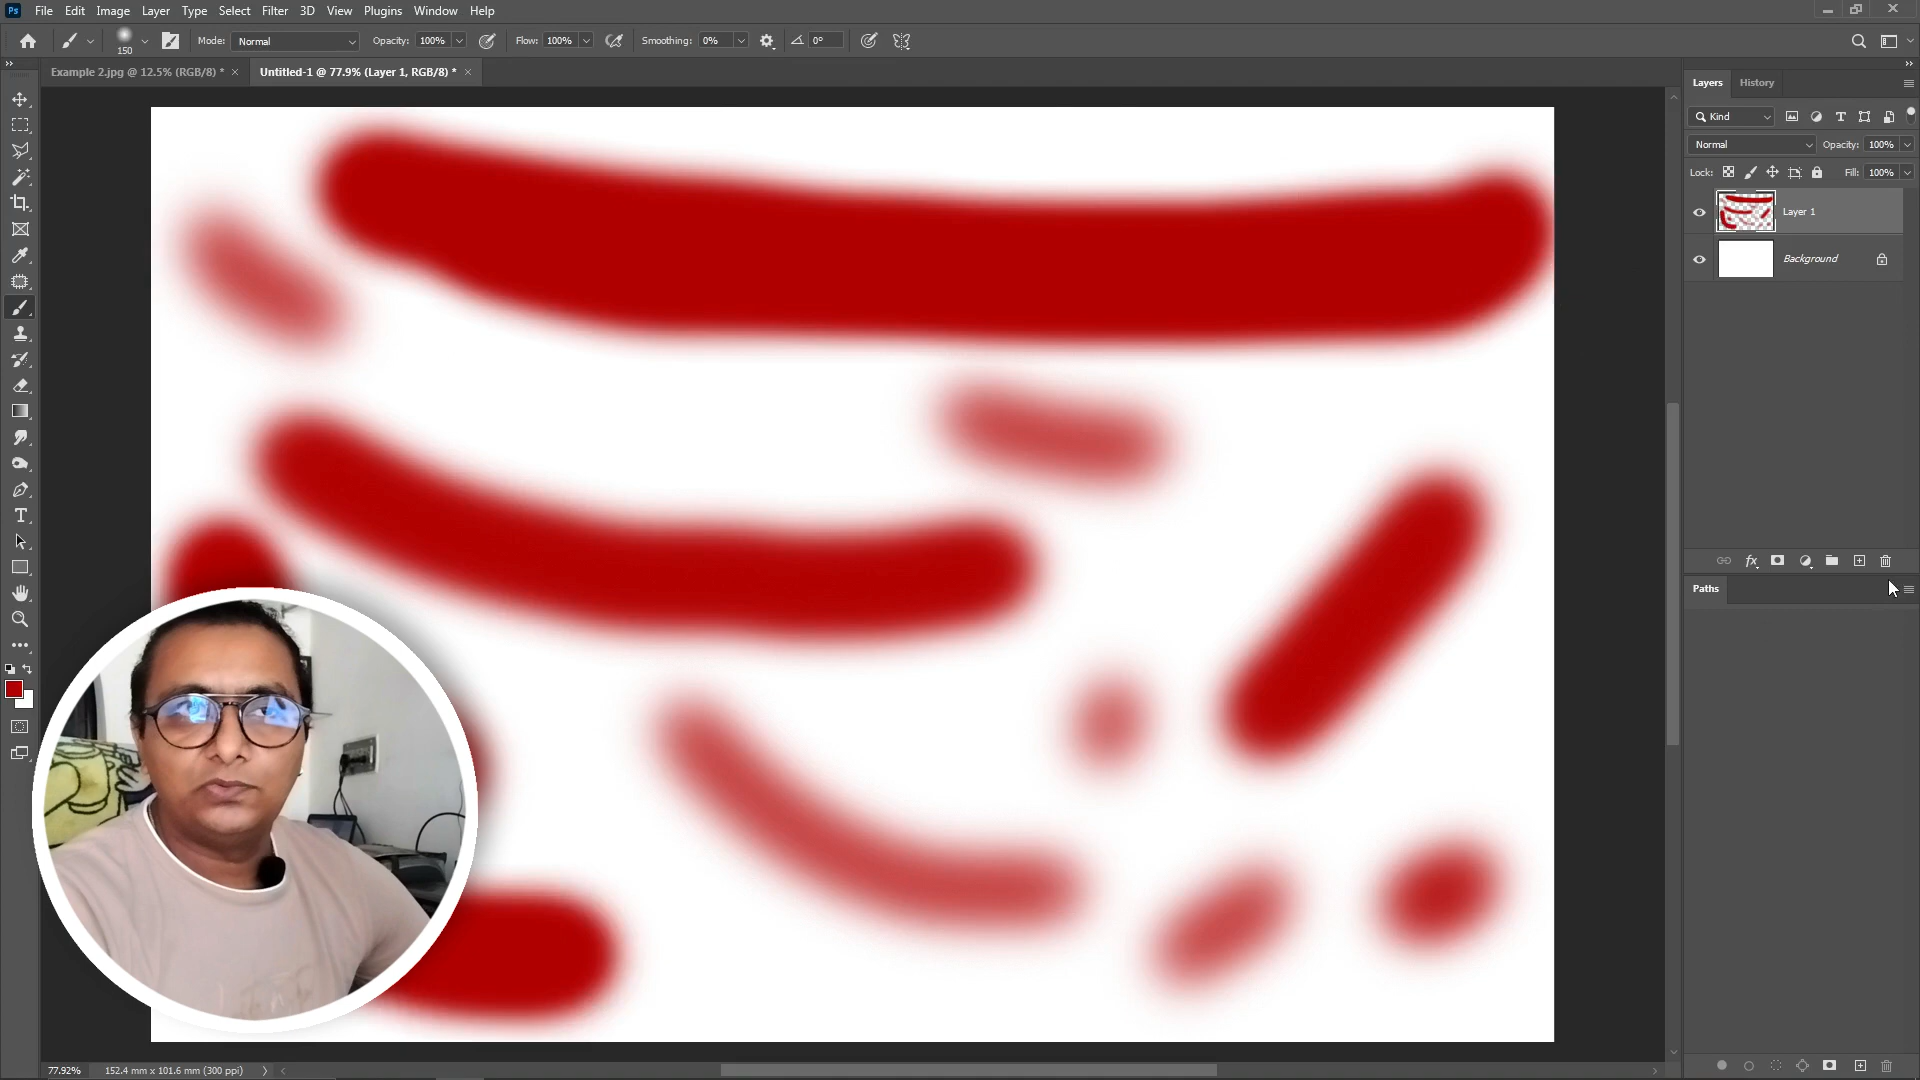 Ps File Edit Image Layer Type Select Filter 3D View Plugins Window Help
150 Mode: Normal Opacity: 100% Flow: 100% Smoothing: 0% 0°
Example 2.jpg @ 12.5% (RGB/8) * × Untitled-1 @ 77.9% (Layer 1, RGB/8) * ×
Layers History
Kind
Normal Opacity: 100%
Lock: Fill: 100%
Layer 1
Background
fx
Paths
77.92% 152.4 mm x 101.6 mm (300 ppi)